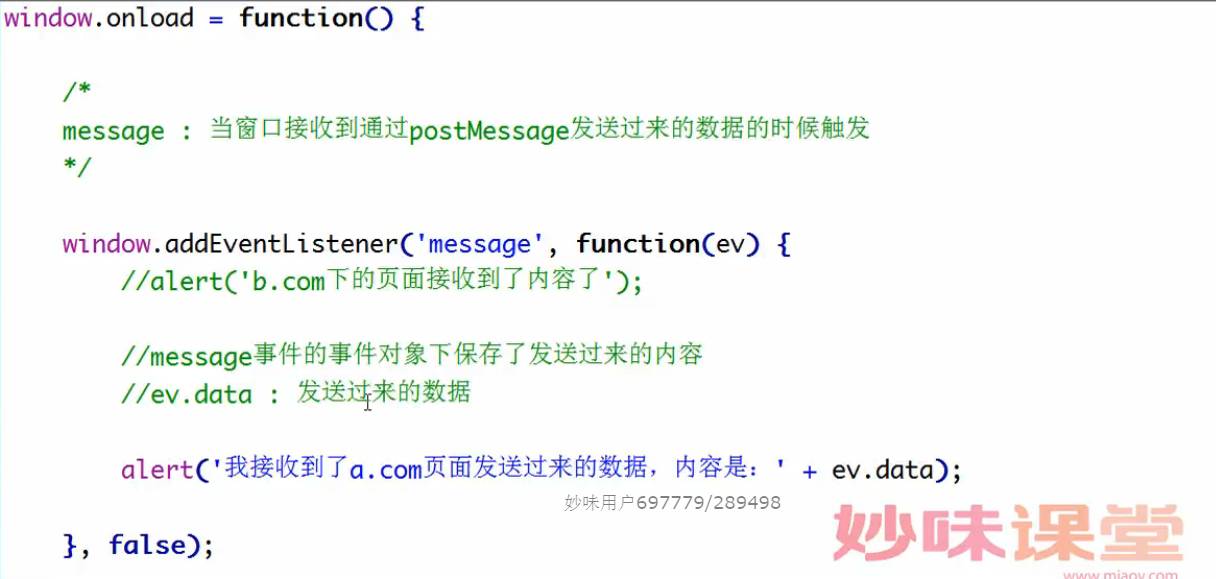 window.onload = function() {
/*
message : 当窗口接收到通过postMessage发送过来的数据的时候触发
*/
window.addEventListener('message', function(ev) {
//alert('b.com下的页面接收到了内容了');
//message事件的事件对象下保存了发送过来的内容
//ev.data : 发送过来的数据
alert('我接收到了a.com页面发送过来的数据，内容是：' + ev.data);
妙味用户697779/289498
}, false);
妙味课堂
www.miaov.com